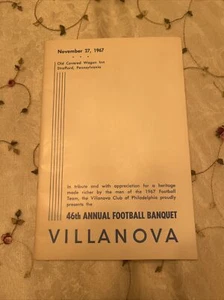 November 27, 1967
Old Covered Wagon Inn
Strafford, Pennsylvania
In tribute and with appreciation for a heritage
made richer by the men of the 1967 Football
Team, the Villanova Club of Philadelphia proudly
presents the
46th ANNUAL FOOTBALL BANQUET
VILLANOVA